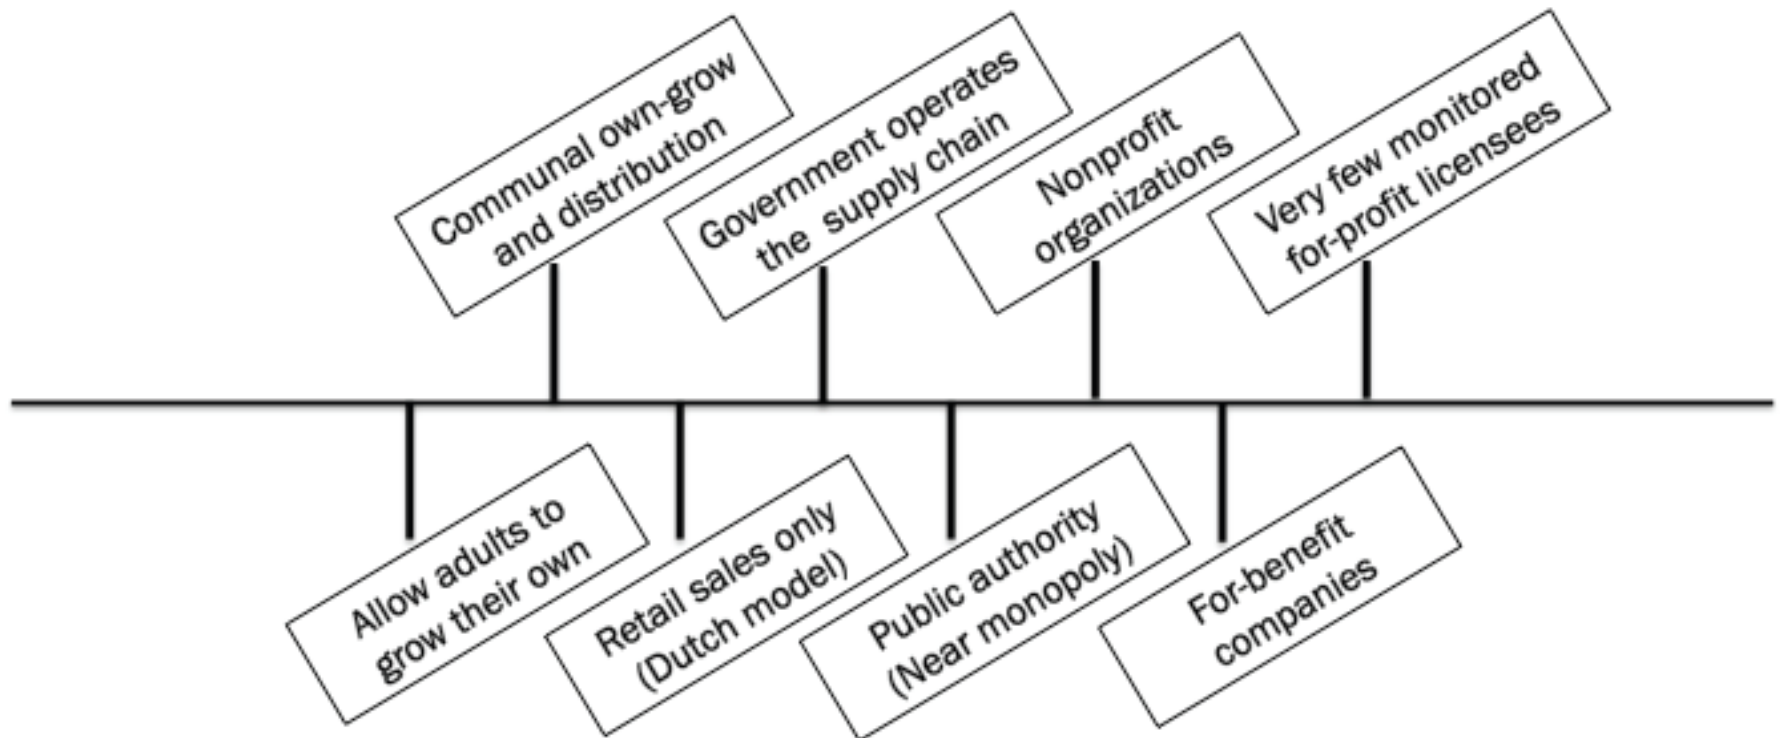 Communal own-grow
and distribution
Government operates
the supply chain
Nonprofit
organizations
Very few monitored
for-profit licensees
Allow adults to
grow their own
Retail sales only
(Dutch model)
Public authority
(Near monopoly)
For-benefit
companies